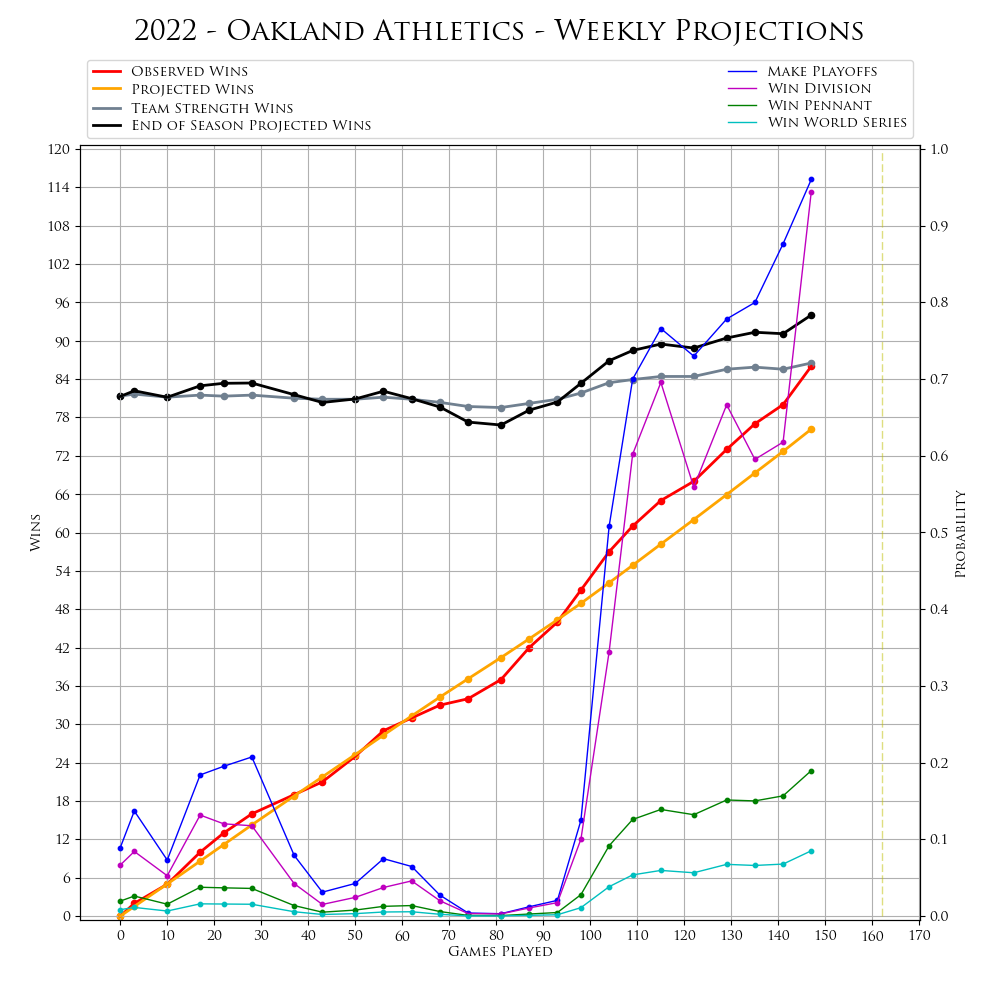 2022 - Oakland Athletics - Weekly Projections
Observed Wins
Projected Wins
Team Strength Wins
End of Season Projected Wins
Make Playoffs
Win Division
Win Pennant
Win World Series
120
114
108
102
96
90
84
78
72
66
60
54
48
42
36
30
24
18
12
6
0
Wins
1.0
0.9
0.8
0.7
0.6
0.5
0.4
0.3
0.2
0.1
0.0
Probability
0 10 20 30 40 50 60 70 80 90 100 110 120 130 140 150 160 170
Games Played